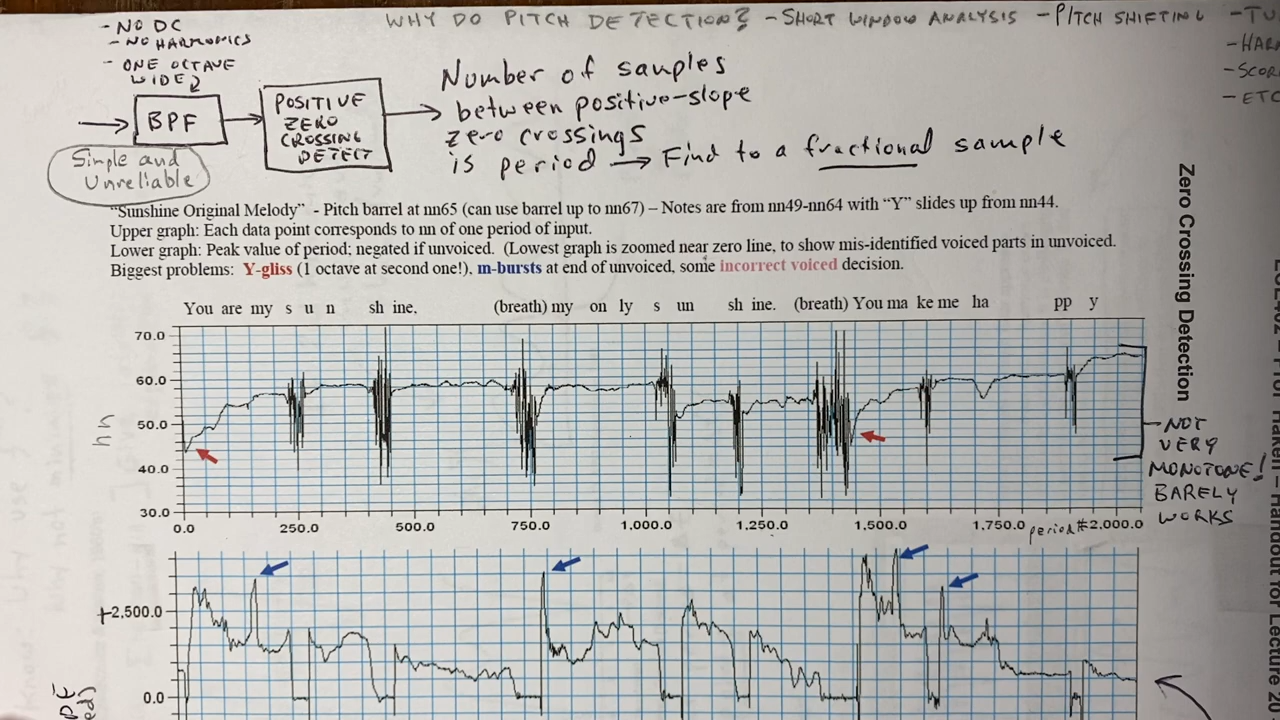 WHY DO PITCH DETECTION? - SHORT WINDOW ANALYSIS - PITCH SHIFTING - TU
- HAR
- SCOR
- ETC
- NO DC
- NO HARMONICS
- ONE OCTAVE
WIDE
BPF
POSITIVE
ZERO
CROSSING
DETECT
Number of samples
between positive-slope
zero crossings
is period → Find to a fractional sample
Simple and
Unreliable
"Sunshine Original Melody" - Pitch barrel at nn65 (can use barrel up to nn67) – Notes are from nn49-nn64 with "Y" slides up from nn44.
Upper graph: Each data point corresponds to nn of one period of input.
Lower graph: Peak value of period; negated if unvoiced. (Lowest graph is zoomed near zero line, to show mis-identified voiced parts in unvoiced.
Biggest problems: Y-gliss (1 octave at second one!), m-bursts at end of unvoiced, some incorrect voiced decision.
You are my s u n sh ine, (breath) my on ly s un sh ine. (breath) You ma ke me ha pp y
70.0
60.0
50.0
40.0
30.0
nn
0.0 250.0 500.0 750.0 1,000.0 1,250.0 1,500.0 1,750.0 period # 2,000.0
NOT
VERY
MONOTONE!
BARELY
WORKS
Zero Crossing Detection
Handout for Lecture 20
+2,500.0
0.0